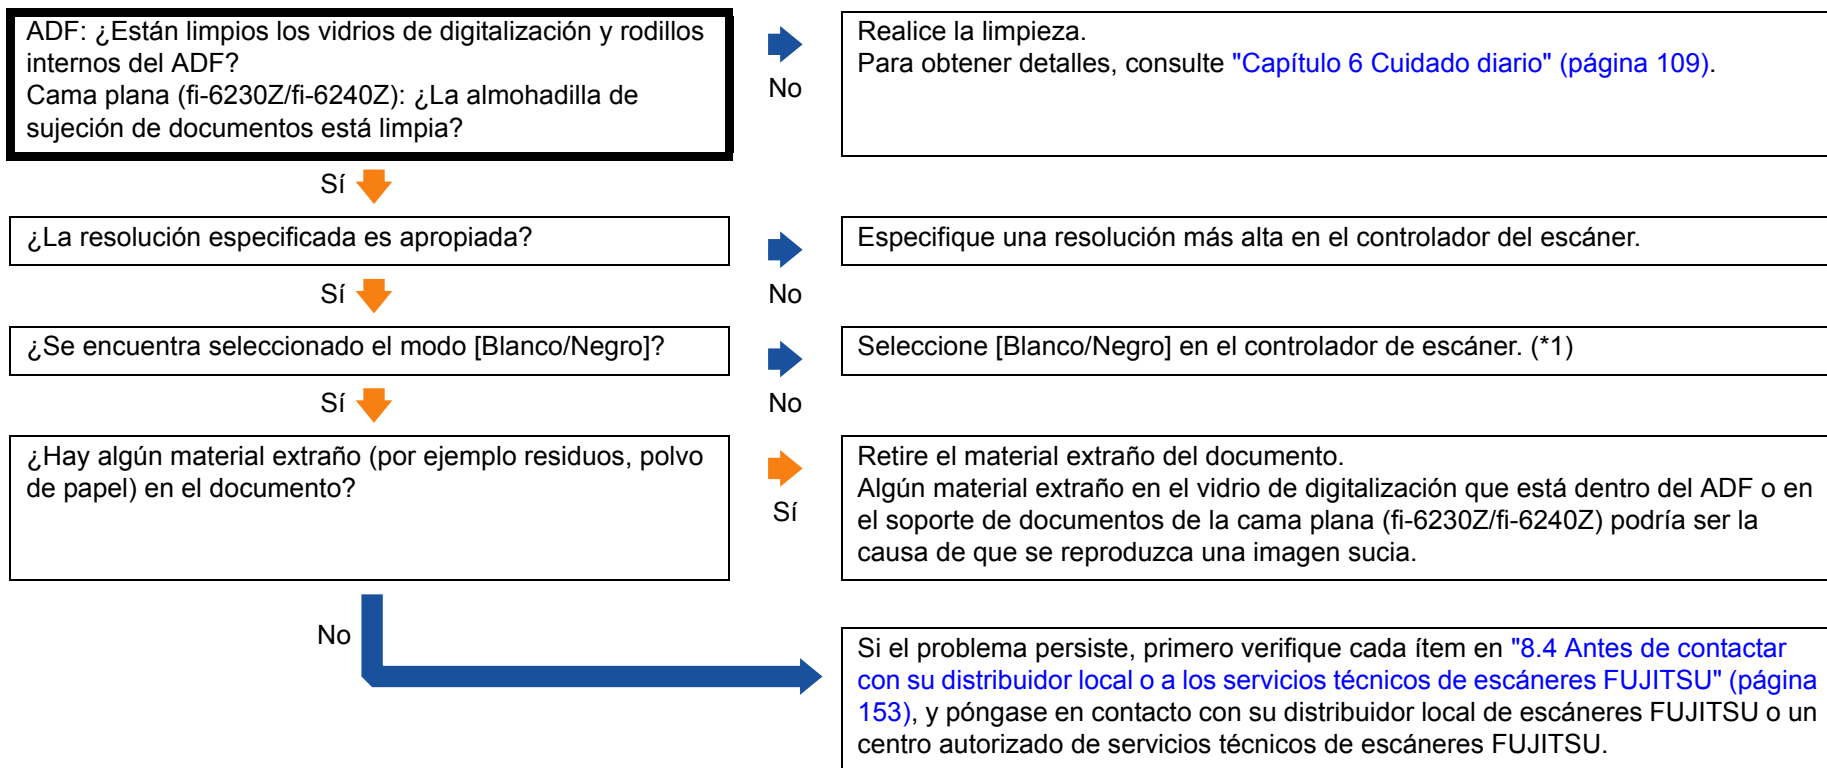 ADF: ¿Están limpios los vidrios de digitalización y rodillos
internos del ADF?
Cama plana (fi-6230Z/fi-6240Z): ¿La almohadilla de
sujeción de documentos está limpia?
No
Realice la limpieza.
Para obtener detalles, consulte "Capítulo 6 Cuidado diario" (página 109).
Sí
¿La resolución especificada es apropiada?
No
Especifique una resolución más alta en el controlador del escáner.
Sí
¿Se encuentra seleccionado el modo [Blanco/Negro]?
No
Seleccione [Blanco/Negro] en el controlador de escáner. (*1)
Sí
¿Hay algún material extraño (por ejemplo residuos, polvo
de papel) en el documento?
Sí
Retire el material extraño del documento.
Algún material extraño en el vidrio de digitalización que está dentro del ADF o en
el soporte de documentos de la cama plana (fi-6230Z/fi-6240Z) podría ser la
causa de que se reproduzca una imagen sucia.
No
Si el problema persiste, primero verifique cada ítem en "8.4 Antes de contactar
con su distribuidor local o a los servicios técnicos de escáneres FUJITSU" (página
153), y póngase en contacto con su distribuidor local de escáneres FUJITSU o un
centro autorizado de servicios técnicos de escáneres FUJITSU.